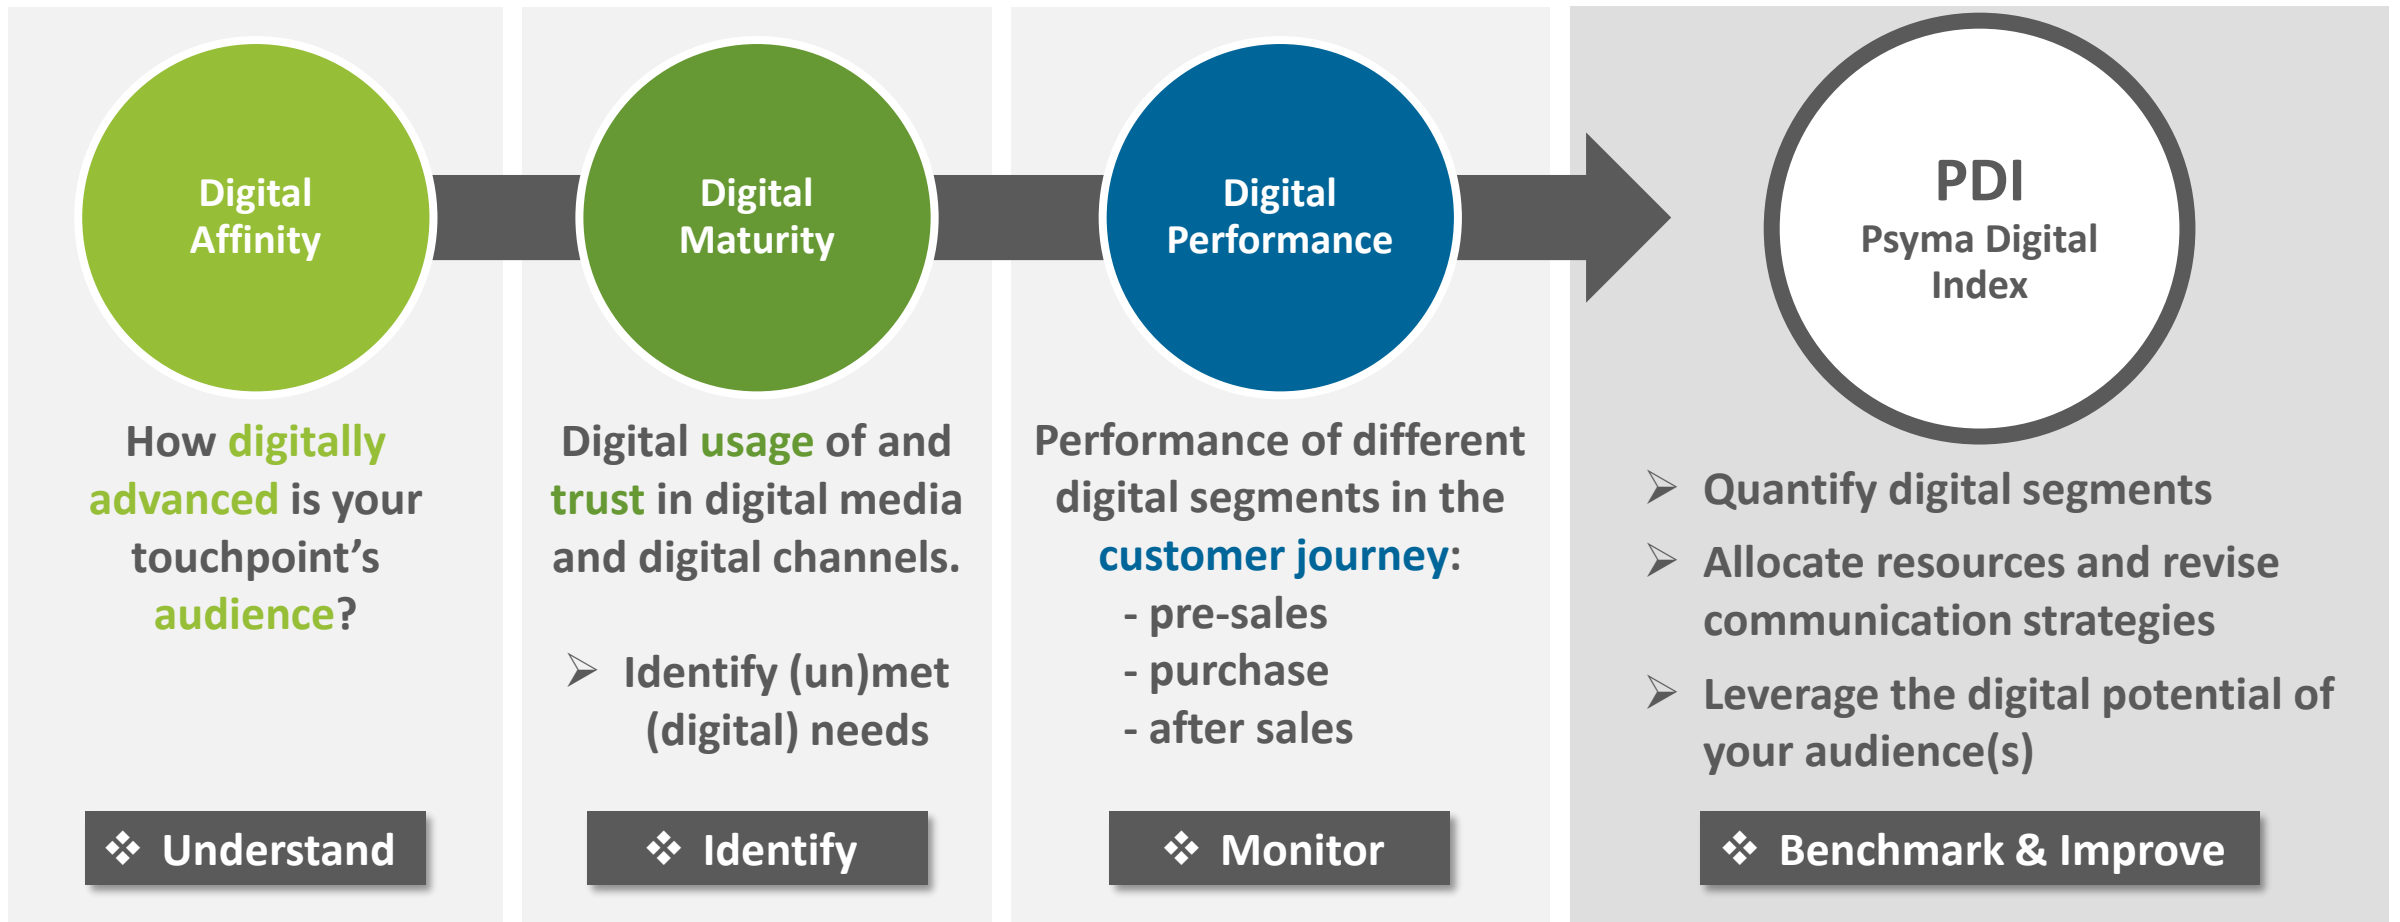 Digital
Affinity
How digitally
advanced is your
touchpoint’s
audience?
❖ Understand
Digital
Maturity
Digital usage of and
trust in digital media
and digital channels.
➢ Identify (un)met
(digital) needs
❖ Identify
Digital
Performance
Performance of different
digital segments in the
customer journey:
- pre-sales
- purchase
- after sales
❖ Monitor
PDI
Psyma Digital
Index
➢ Quantify digital segments
➢ Allocate resources and revise
communication strategies
➢ Leverage the digital potential of
your audience(s)
❖ Benchmark & Improve